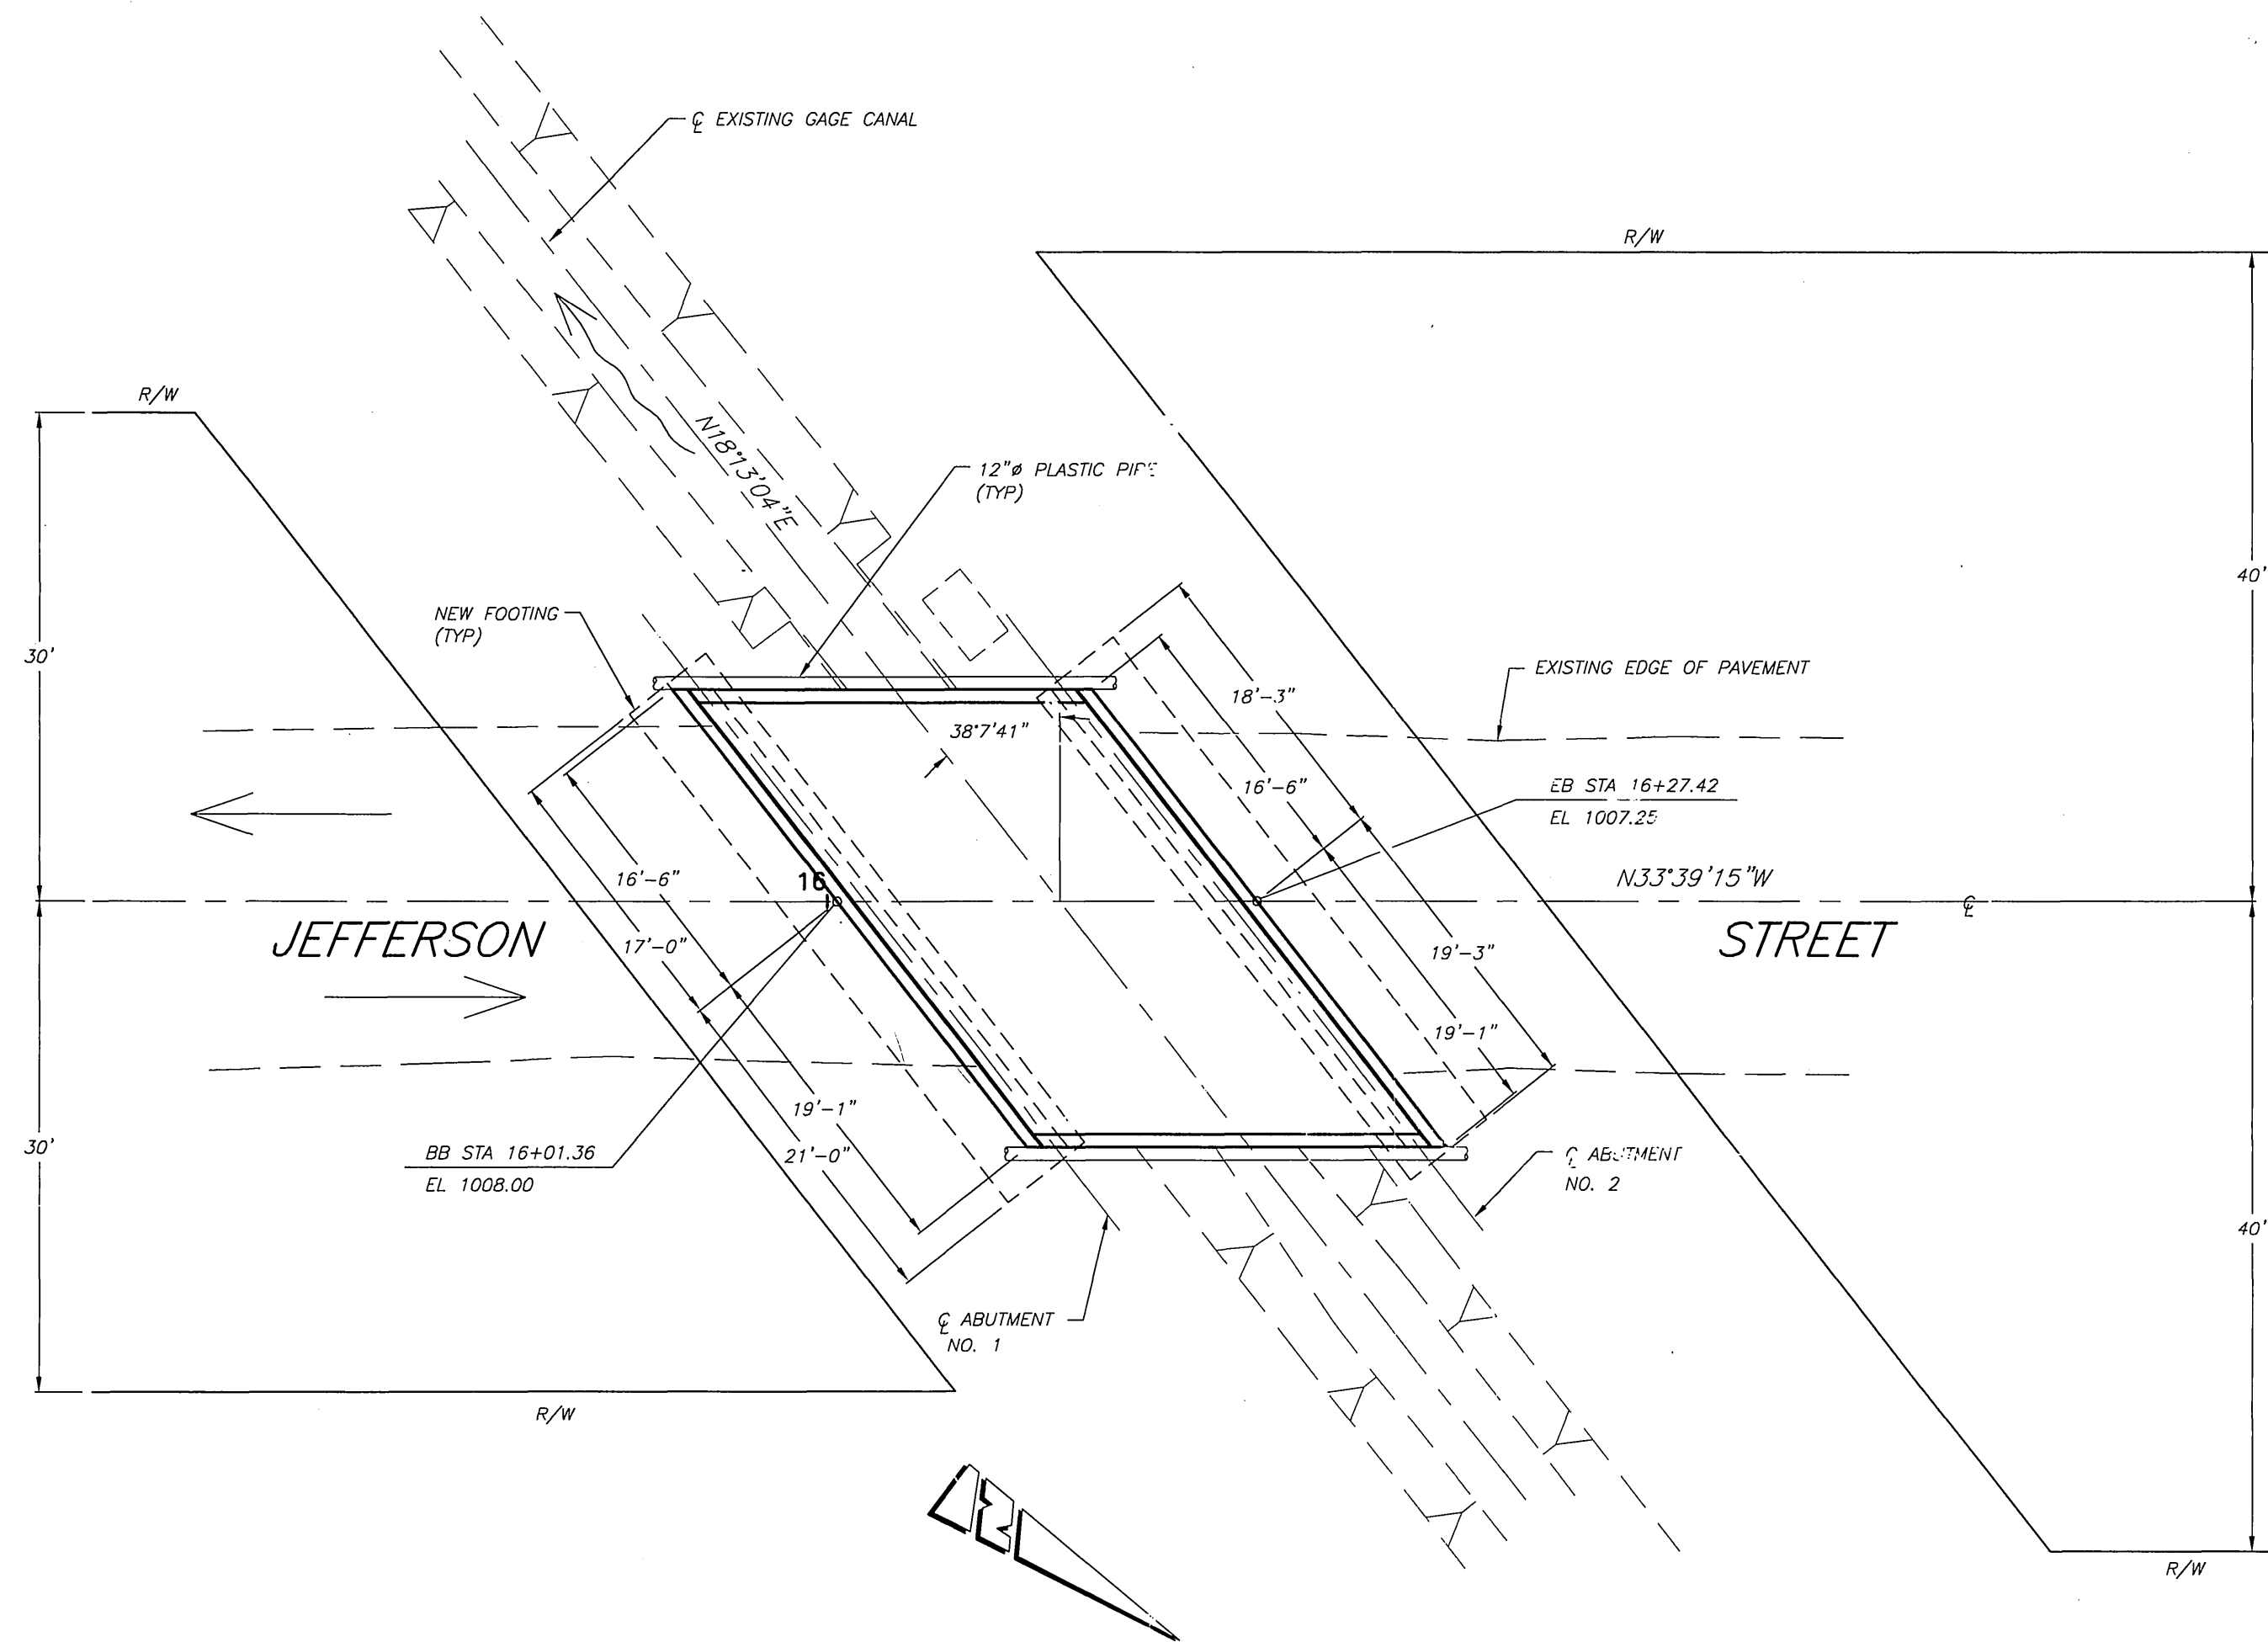 ℄ EXISTING GAGE CANAL
R/W
R/W
N18°13'04"E
12"ø PLASTIC
(TYP)
40'
NEW FOOTING
(TYP)
30'
EXISTING EDGE OF PAVEMENT
18'-3"
38°7'41"
16'-6"
EB STA 16+27.42
EL 1007.25
16
16'-6"
N33°39'15"W
℄
JEFFERSON
STREET
17'-0"
19'-3"
19'-1"
19'-1"
21'-0"
30'
BB STA 16+01.36
EL 1008.00
℄
NO. 2
40'
℄ ABUTMENT
NO. 1
R/W
R/W
N